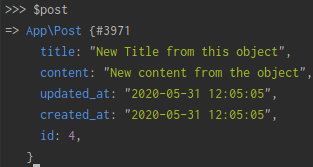 >>> $post
=> App\Post {#3971
title: "New Title from this object",
content: "New content from the object",
updated_at: "2020-05-31 12:05:05",
created_at: "2020-05-31 12:05:05",
id: 4,
}